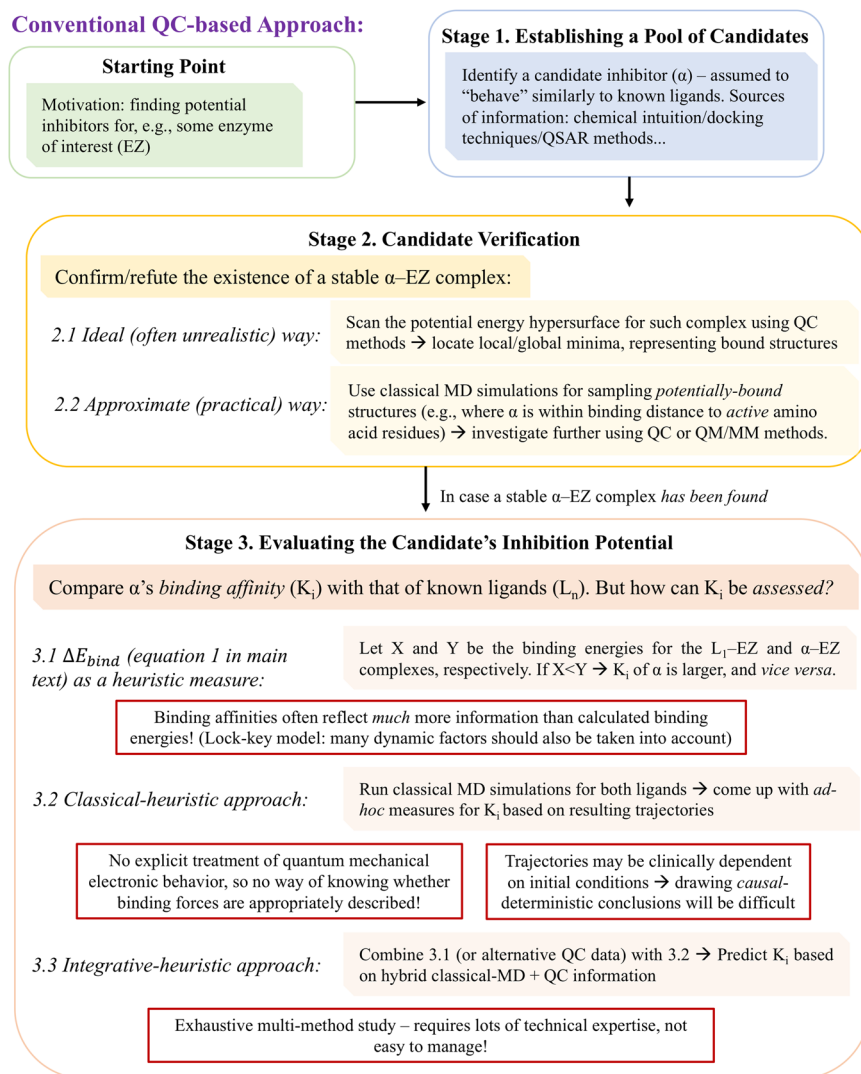 Conventional QC-based Approach:
Starting Point
Motivation: finding potential
inhibitors for, e.g., some enzyme
of interest (EZ)
Stage 1. Establishing a Pool of Candidates
Identify a candidate inhibitor (α) – assumed to
“behave” similarly to known ligands. Sources
of information: chemical intuition/docking
techniques/QSAR methods...
Stage 2. Candidate Verification
Confirm/refute the existence of a stable α–EZ complex:
2.1 Ideal (often unrealistic) way:
Scan the potential energy hypersurface for such complex using QC
methods → locate local/global minima, representing bound structures
2.2 Approximate (practical) way:
Use classical MD simulations for sampling potentially-bound
structures (e.g., where α is within binding distance to active amino
acid residues) → investigate further using QC or QM/MM methods.
In case a stable α–EZ complex has been found
Stage 3. Evaluating the Candidate’s Inhibition Potential
Compare α’s binding affinity (Ki) with that of known ligands (Ln). But how can Ki be assessed?
3.1 ΔEbind (equation 1 in main
text) as a heuristic measure:
Let X and Y be the binding energies for the L1–EZ and α–EZ
complexes, respectively. If X<Y → Ki of α is larger, and vice versa.
Binding affinities often reflect much more information than calculated binding
energies! (Lock-key model: many dynamic factors should also be taken into account)
3.2 Classical-heuristic approach:
Run classical MD simulations for both ligands → come up with ad-
hoc measures for Ki based on resulting trajectories
No explicit treatment of quantum mechanical
electronic behavior, so no way of knowing whether
binding forces are appropriately described!
Trajectories may be clinically dependent
on initial conditions → drawing causal-
deterministic conclusions will be difficult
3.3 Integrative-heuristic approach:
Combine 3.1 (or alternative QC data) with 3.2 → Predict Ki based
on hybrid classical-MD + QC information
Exhaustive multi-method study – requires lots of technical expertise, not
easy to manage!